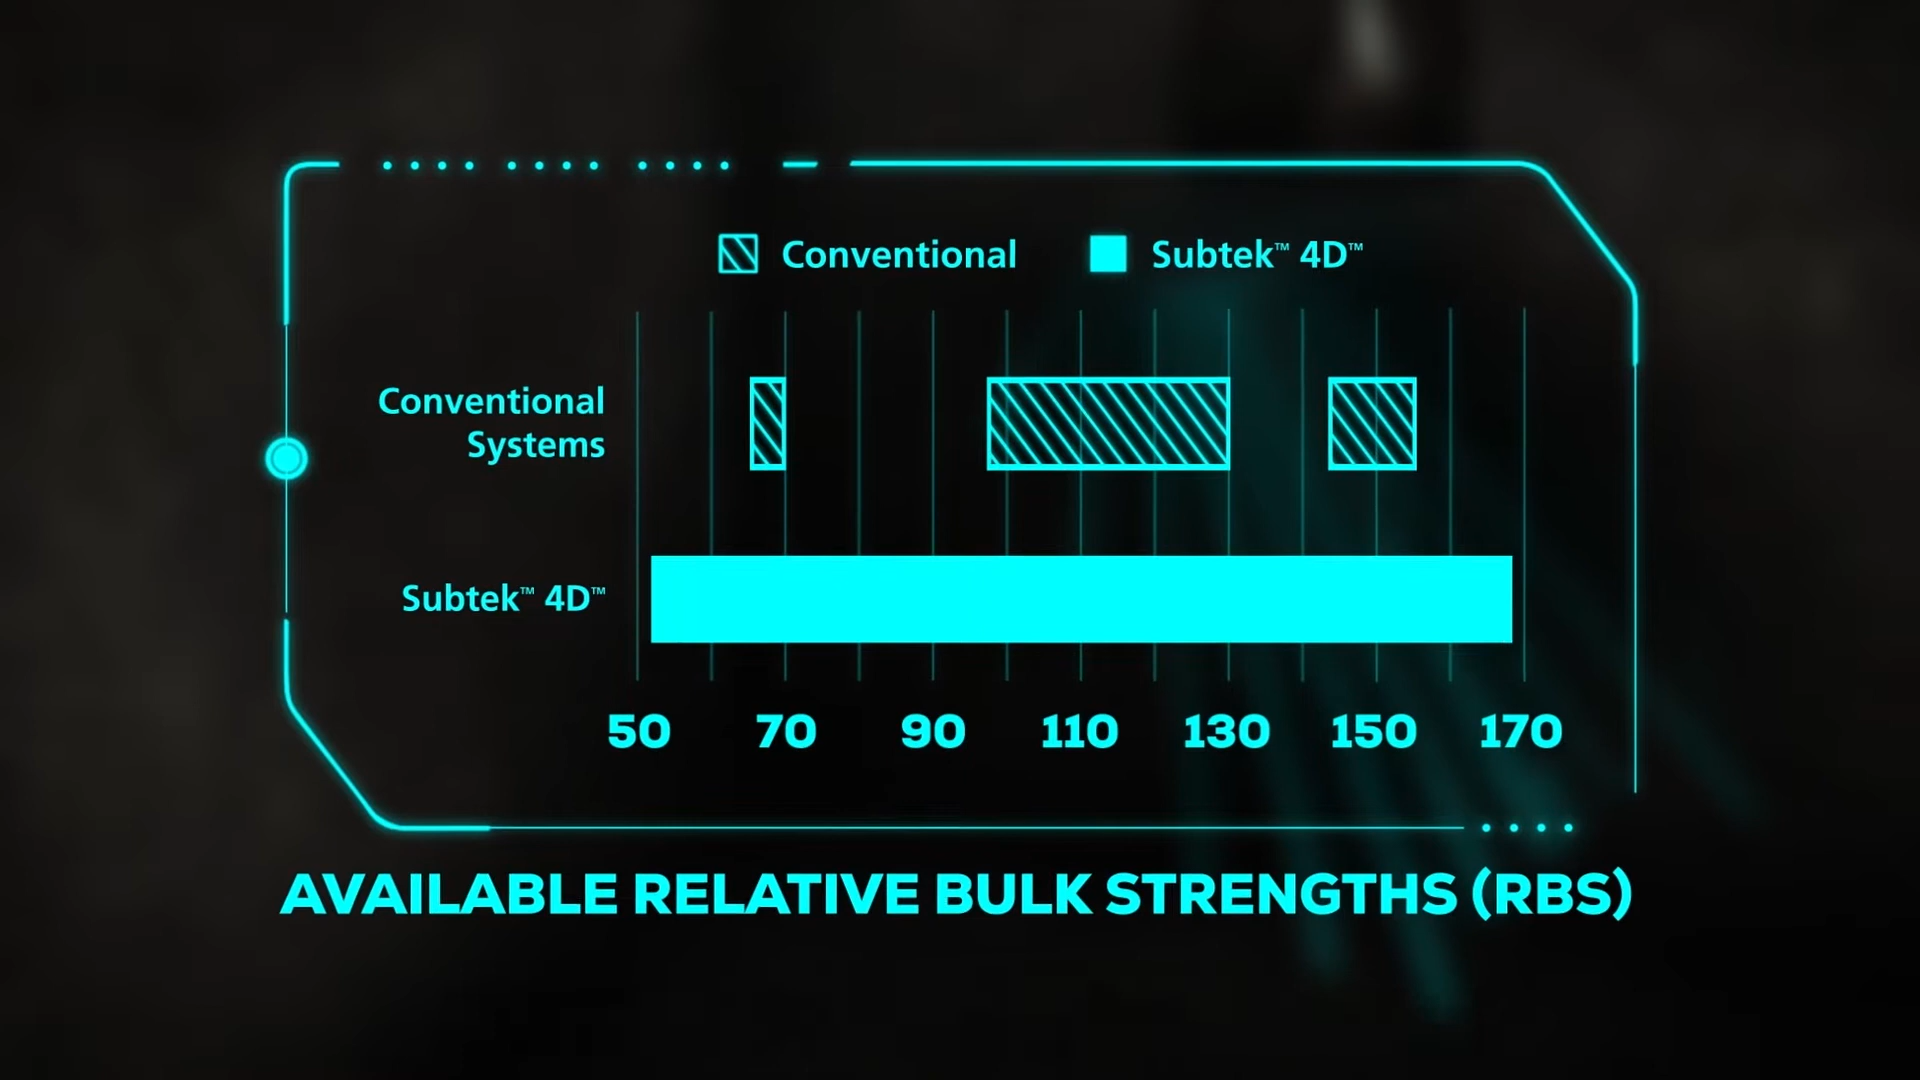 Conventional Subtek™ 4D™
Conventional
Systems
Subtek™ 4D™
50 70 90 110 130 150 170
AVAILABLE RELATIVE BULK STRENGTHS (RBS)